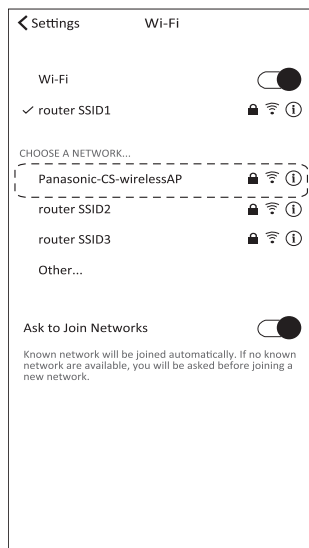 Settings Wi-Fi
Wi-Fi
router SSID1
CHOOSE A NETWORK...
Panasonic-CS-wirelessAP
router SSID2
router SSID3
Other...
Ask to Join Networks
Known network will be joined automatically. If no known
network are available, you will be asked before joining a
new network.